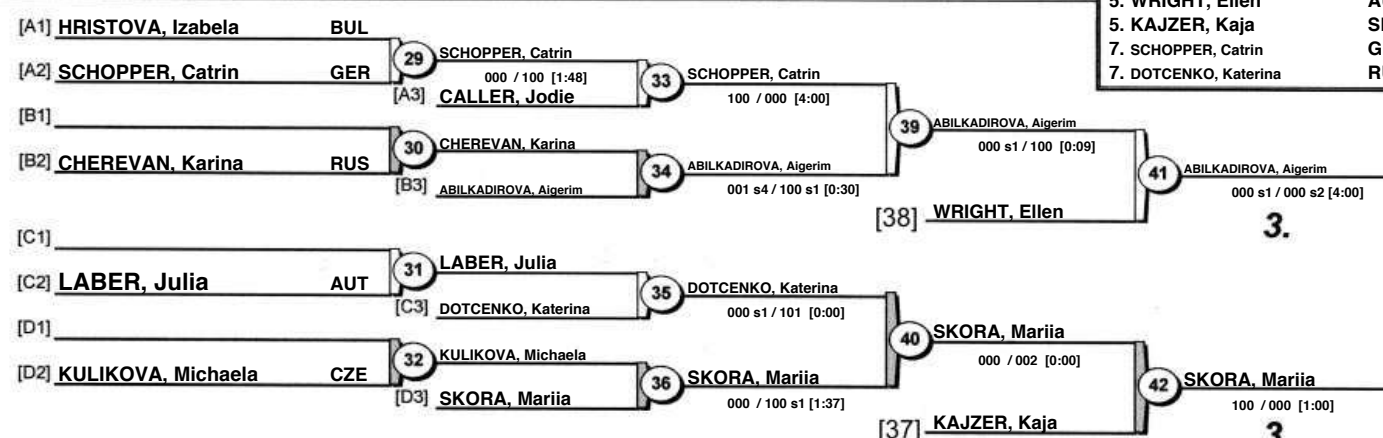 5. WRIGHT, Ellen
5. KAJZER, Kaja
7. SCHOPPER, Catrin
7. DOTCENKO, Katerina
[A1] HRISTOVA, Izabela BUL
[A2] SCHOPPER, Catrin GER
29
SCHOPPER, Catrin
000 / 100 [1:48]
[A3] CALLER, Jodie
33
SCHOPPER, Catrin
100 / 000 [4:00]
[B1]
[B2] CHEREVAN, Karina RUS
30
CHEREVAN, Karina
[B3] ABILKADIROVA, Aigerim
34
ABILKADIROVA, Aigerim
001 s4 / 100 s1 [0:30]
39
ABILKADIROVA, Aigerim
000 s1 / 100 [0:09]
[38] WRIGHT, Ellen
41
ABILKADIROVA, Aigerim
000 s1 / 000 s2 [4:00]
3.
[C1]
[C2] LABER, Julia AUT
31
LABER, Julia
[C3] DOTCENKO, Katerina
35
DOTCENKO, Katerina
000 s1 / 101 [0:00]
[D1]
[D2] KULIKOVA, Michaela CZE
32
KULIKOVA, Michaela
[D3] SKORA, Mariia
36
SKORA, Mariia
000 / 100 s1 [1:37]
40
SKORA, Mariia
000 / 002 [0:00]
[37] KAJZER, Kaja
42
SKORA, Mariia
100 / 000 [1:00]
3